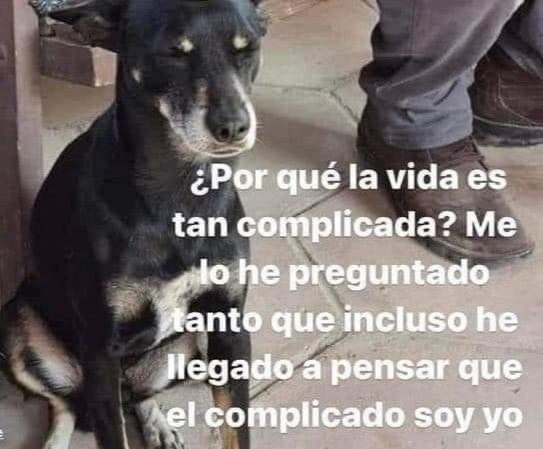 ¿Por qué la vida es
tan complicada? Me
lo he preguntado
tanto que incluso he
llegado a pensar que
el complicado soy yo